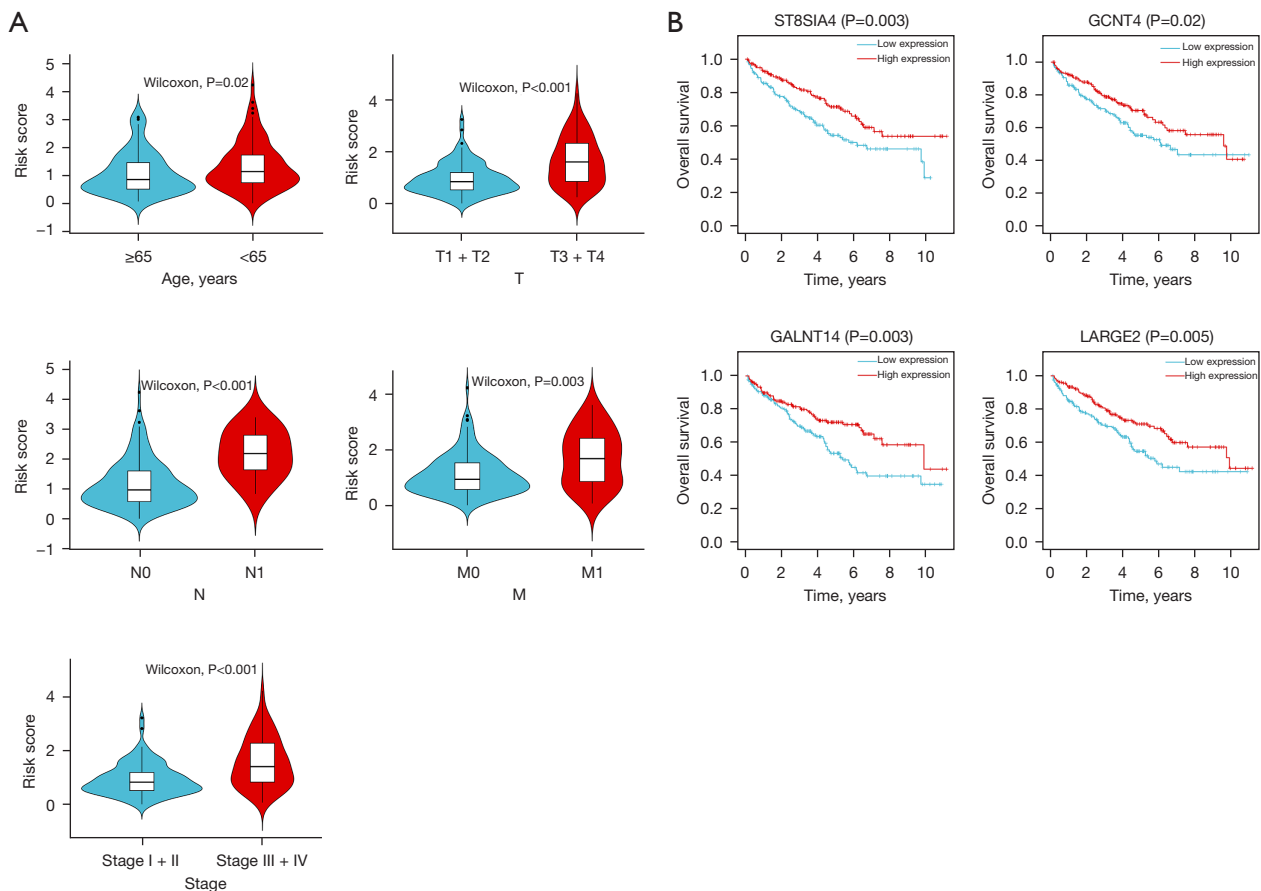 A
Wilcoxon, P=0.02
Risk score
5
4
3
2
1
0
−1
≥65
<65
Age, years
Wilcoxon, P<0.001
Risk score
4
2
0
T1 + T2
T3 + T4
T
Wilcoxon, P<0.001
Risk score
5
4
3
2
1
0
−1
N0
N1
N
Wilcoxon, P=0.003
Risk score
4
2
0
M0
M1
M
Wilcoxon, P<0.001
Risk score
4
2
0
Stage I + II
Stage III + IV
Stage
B
ST8SIA4 (P=0.003)
Low expression
High expression
Overall survival
1.0
0.8
0.6
0.4
0.2
0.0
0 2 4 6 8 10
Time, years
GCNT4 (P=0.02)
Low expression
High expression
Overall survival
1.0
0.8
0.6
0.4
0.2
0.0
0 2 4 6 8 10
Time, years
GALNT14 (P=0.003)
Low expression
High expression
Overall survival
1.0
0.8
0.6
0.4
0.2
0.0
0 2 4 6 8 10
Time, years
LARGE2 (P=0.005)
Low expression
High expression
Overall survival
1.0
0.8
0.6
0.4
0.2
0.0
0 2 4 6 8 10
Time, years